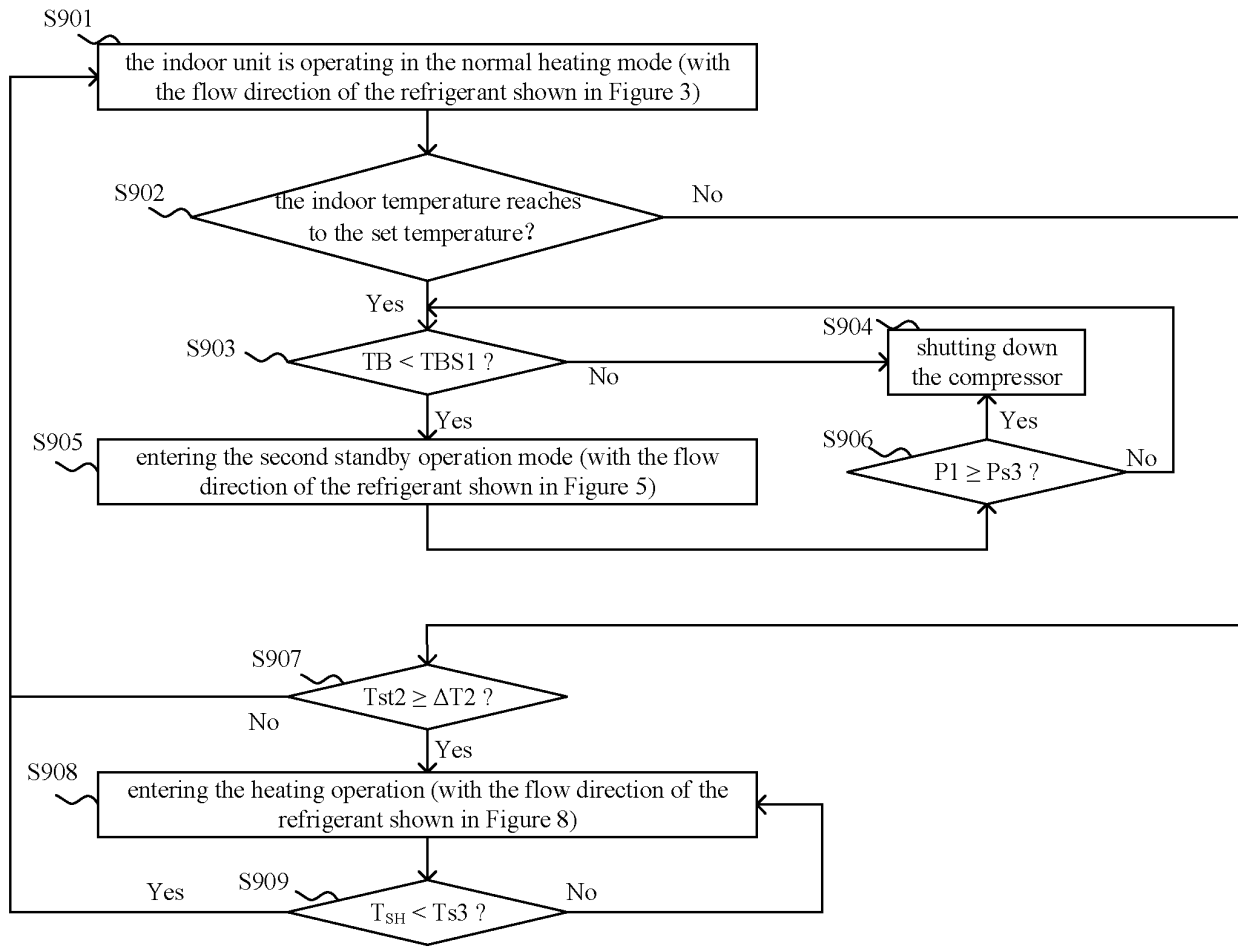 S901
the indoor unit is operating in the normal heating mode (with
the flow direction of the refrigerant shown in Figure 3)
S902
the indoor temperature reaches
to the set temperature?
No
Yes
S903
TB < TBS1 ?
No
S904
shutting down
the compressor
Yes
S905
entering the second standby operation mode (with the flow
direction of the refrigerant shown in Figure 5)
Yes
S906
P1 ≥ Ps3 ?
No
S907
Tst2 ≥ ΔT2 ?
No
Yes
S908
entering the heating operation (with the flow direction of the
refrigerant shown in Figure 8)
S909
Yes
T_SH < Ts3 ?
No